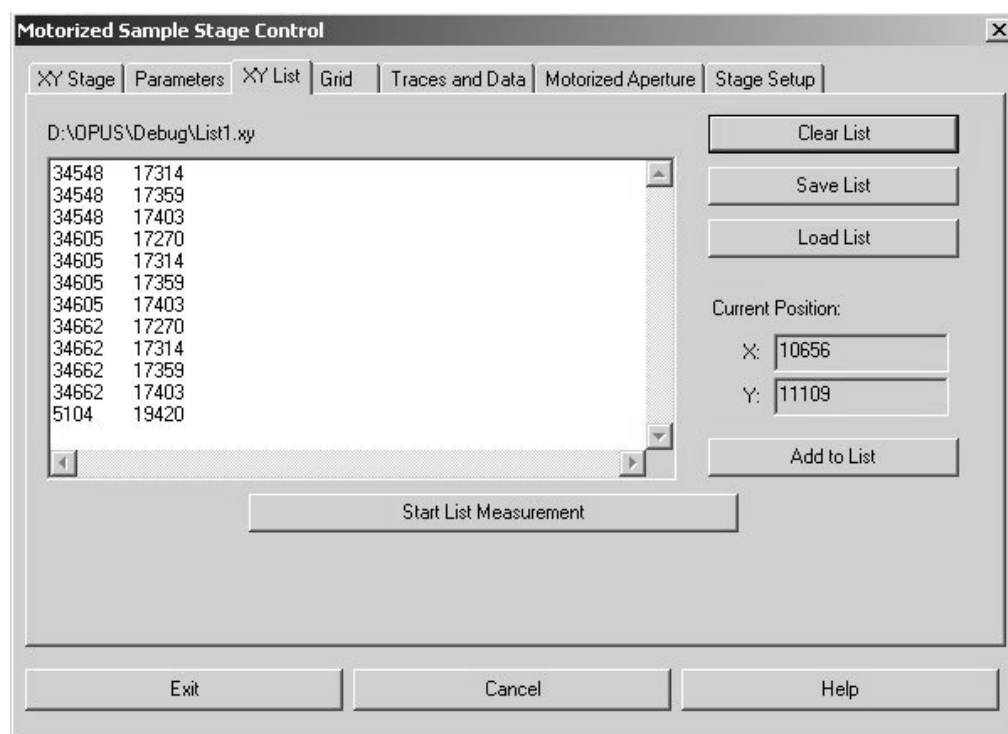 Motorized Sample Stage Control
XY Stage Parameters XY List Grid Traces and Data Motorized Aperture Stage Setup
D:\OPUS\Debug\List1.xy
34548 17314
34548 17359
34548 17403
34605 17270
34605 17314
34605 17359
34605 17403
34662 17270
34662 17314
34662 17359
34662 17403
5104 19420
Clear List
Save List
Load List
Current Position:
X: 10656
Y: 11109
Add to List
Start List Measurement
Exit Cancel Help